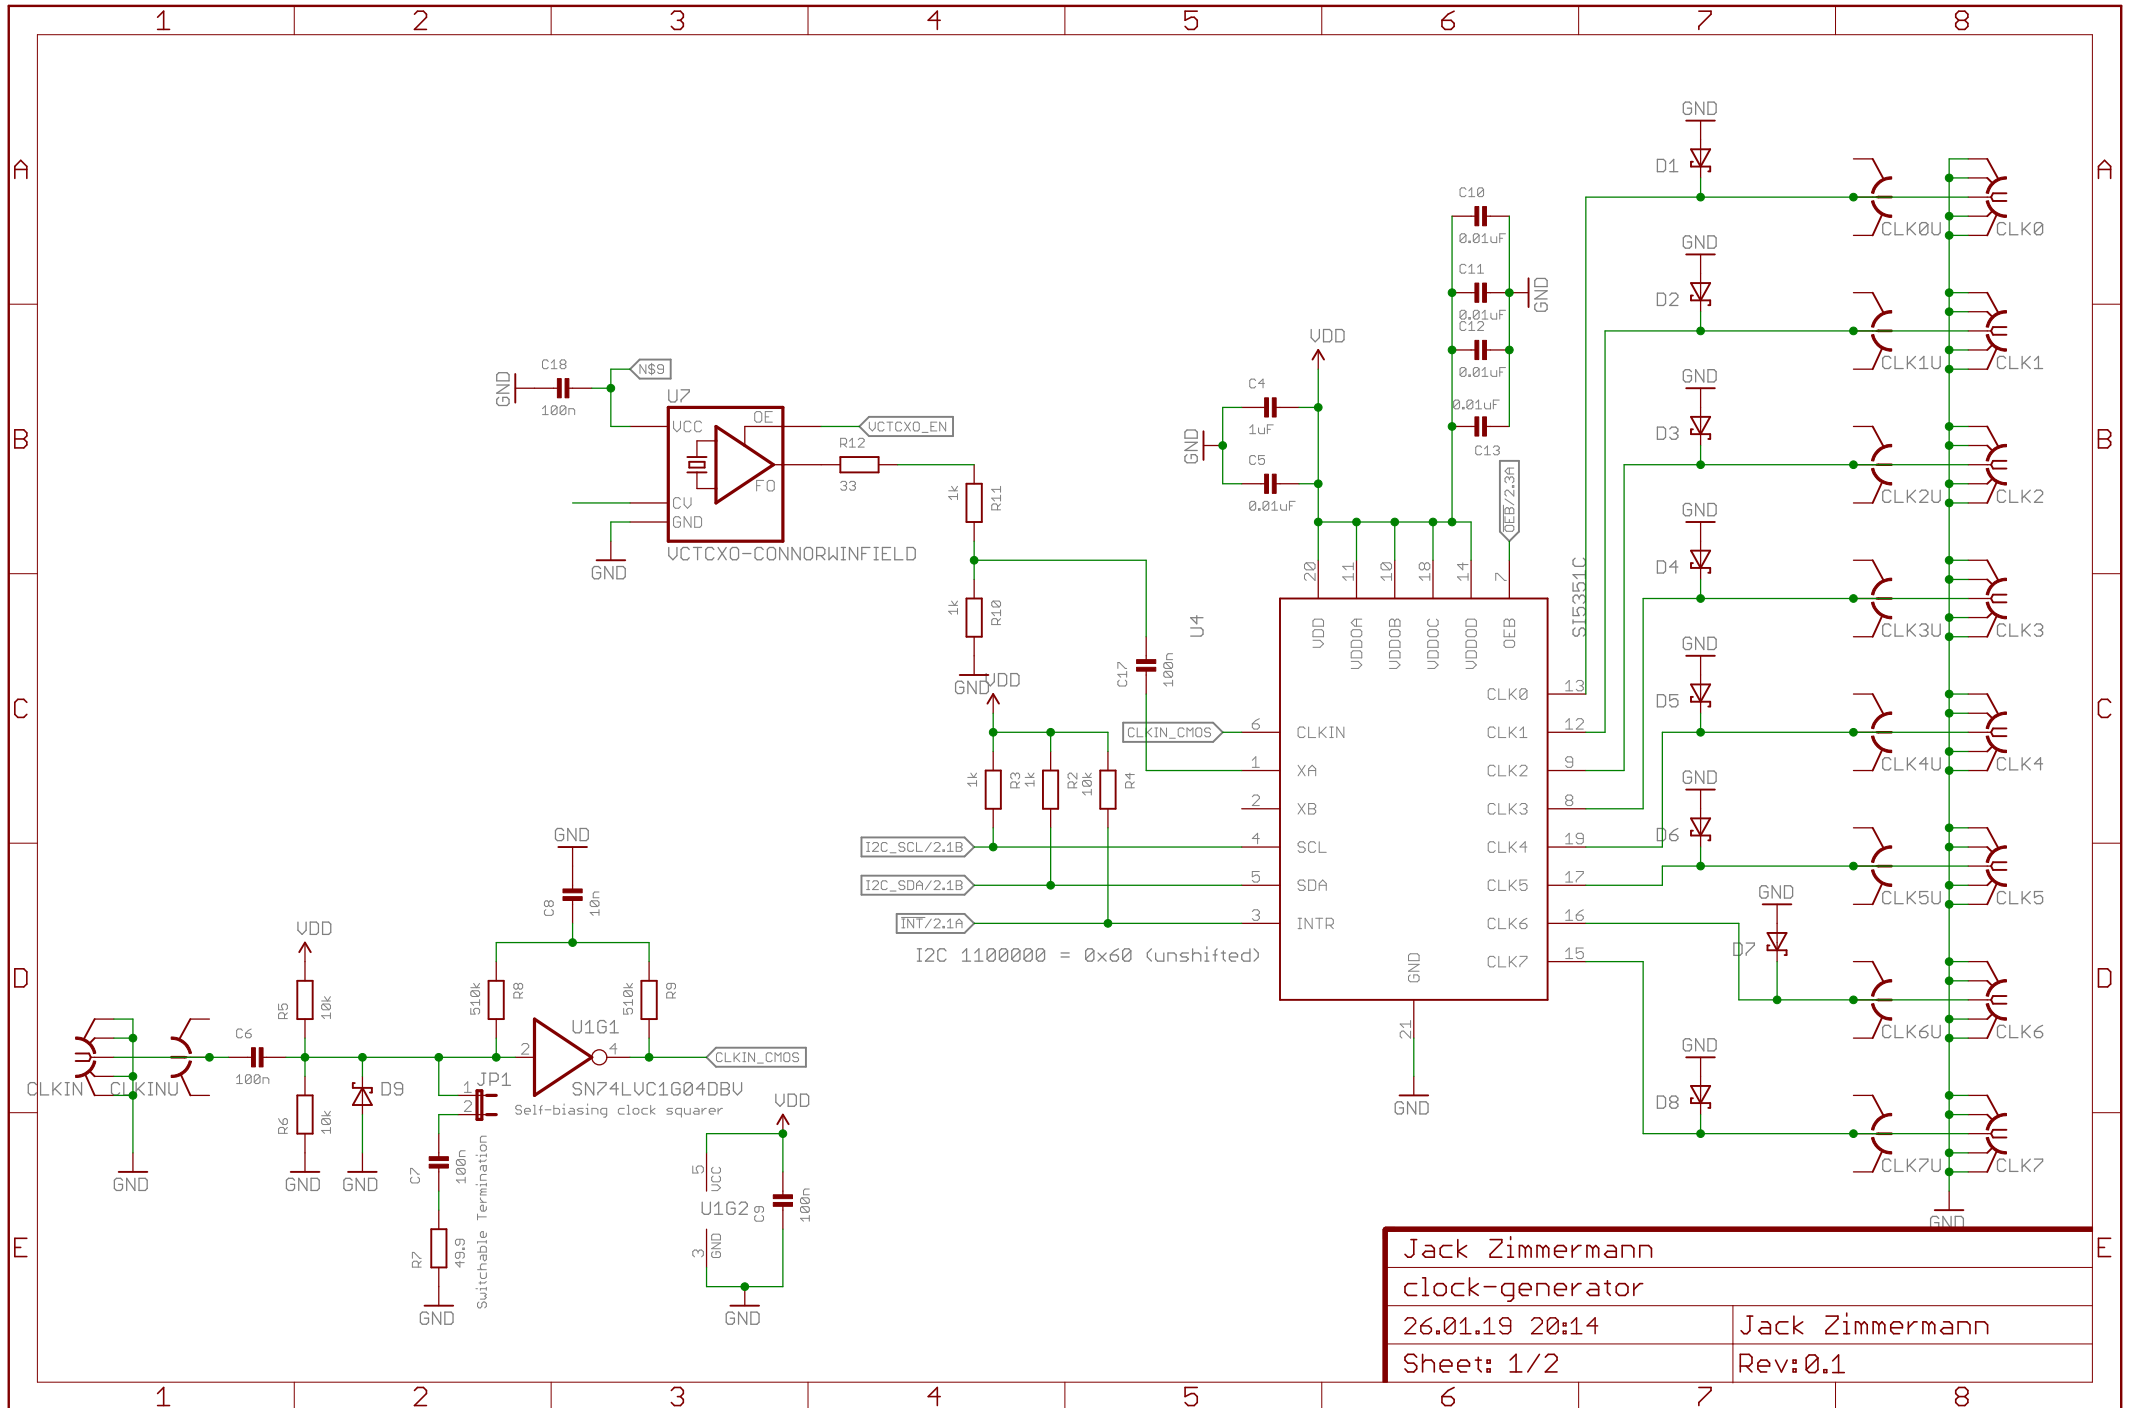 1 2 3 4 5 6 7 8
A A
B B
C C
D D
E E
GND
D1
CLK0U CLK0
GND
D2
CLK1U CLK1
GND
D3
CLK2U CLK2
GND
D4
CLK3U CLK3
GND
D5
CLK4U CLK4
GND
D6
CLK5U CLK5
GND
D7
CLK6U CLK6
GND
D8
CLK7U CLK7
GND
C10
0.01uF
C11
0.01uF
GND
C12
0.01uF
0.01uF
C13
VDD
C4
1uF
GND
C5
0.01uF
OEB/2.3A
C18
100n
GND
N$9
U7
VCC
OE
FO
CV
GND
VCTCXO-CONNORWINFIELD
GND
VCTCXO_EN
R12
33
1k
R11
1k
R10
GND
VDD
C17
100n
U4
SI5351C
20 11 10 18 14 7
VDD VDDOA VDDOB VDDOC VDDOD OEB
CLKIN_CMOS 6 CLKIN
1 XA
2 XB
I2C_SCL/2.1B 4 SCL
I2C_SDA/2.1B 5 SDA
INT/2.1A 3 INTR
CLK0 13
CLK1 12
CLK2 9
CLK3 8
CLK4 19
CLK5 17
CLK6 16
CLK7 15
GND
21
GND
1k R3
1k R2
10k R4
I2C 1100000 = 0x60 (unshifted)
GND
C8
10n
510k R8
510k R9
VDD
R5 10k
C6
100n
CLKIN CLKINU
GND
R6 10k
GND
D9
GND
JP1
1
2
2
U1G1
4
SN74LVC1G04DBV
Self-biasing clock squarer
CLKIN_CMOS
C7
100n
R7
49.9
GND
Switchable Termination
VDD
5
VCC
U1G2
C9
100n
3
GND
GND
Jack Zimmermann
clock-generator
26.01.19 20:14
Jack Zimmermann
Sheet: 1/2
Rev:0.1
1 2 3 4 5 6 7 8